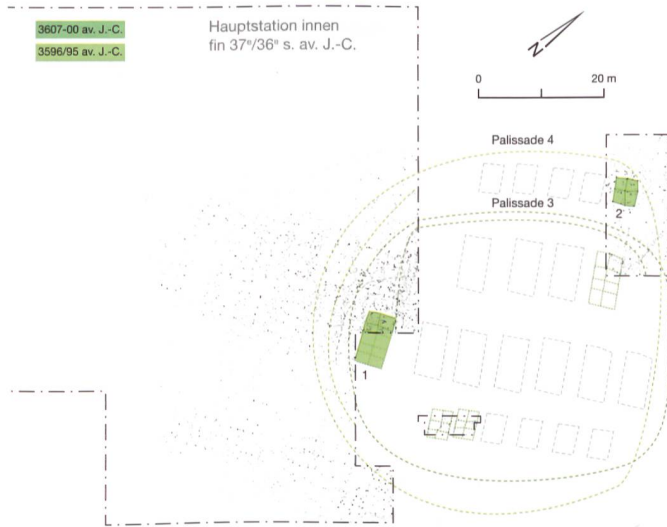 3607-00 av. J.-C.
3596/95 av. J.-C.
Hauptstation innen
fin 37ᵉ/36ᵉ s. av. J.-C.
N
0 20 m
Palissade 4
Palissade 3
2
1